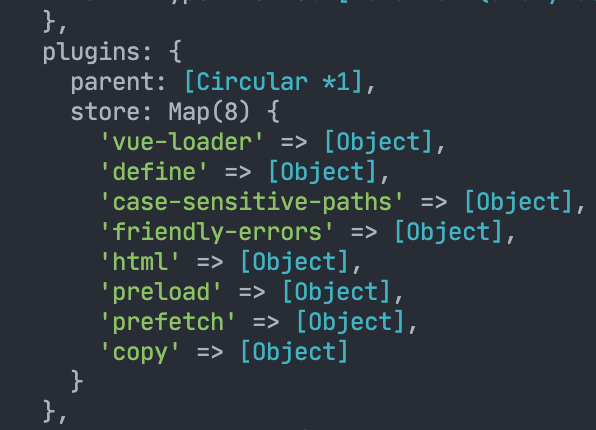 },
plugins: {
parent: [Circular *1],
store: Map(8) {
'vue-loader' => [Object],
'define' => [Object],
'case-sensitive-paths' => [Object],
'friendly-errors' => [Object],
'html' => [Object],
'preload' => [Object],
'prefetch' => [Object],
'copy' => [Object]
}
},